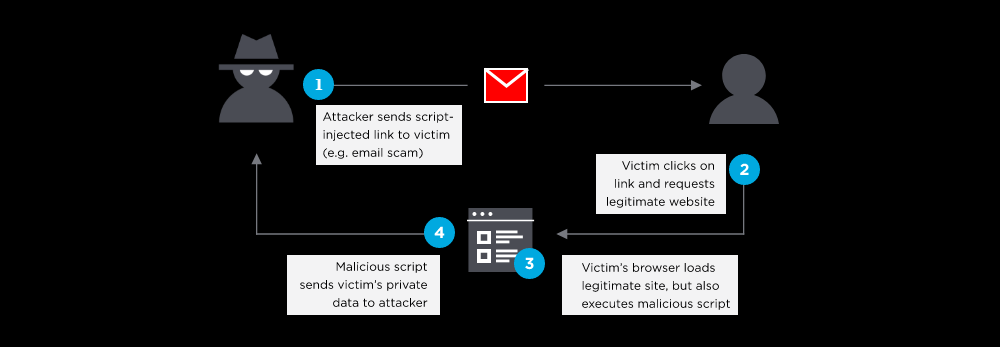 1
Attacker sends script-
injected link to victim
(e.g. email scam)
2
Victim clicks on
link and requests
legitimate website
3
Victim’s browser loads
legitimate site, but also
executes malicious script
4
Malicious script
sends victim’s private
data to attacker